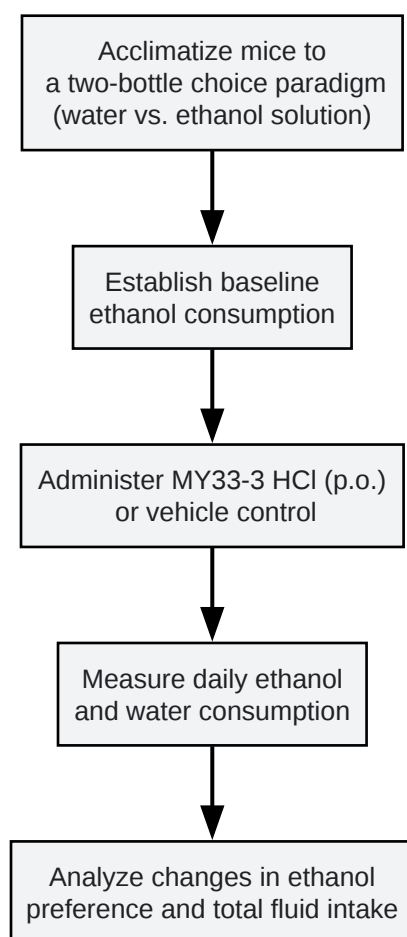 Acclimatize mice to
a two-bottle choice paradigm
(water vs. ethanol solution)
Establish baseline
ethanol consumption
Administer MY33-3 HCl (p.o.)
or vehicle control
Measure daily ethanol
and water consumption
Analyze changes in ethanol
preference and total fluid intake